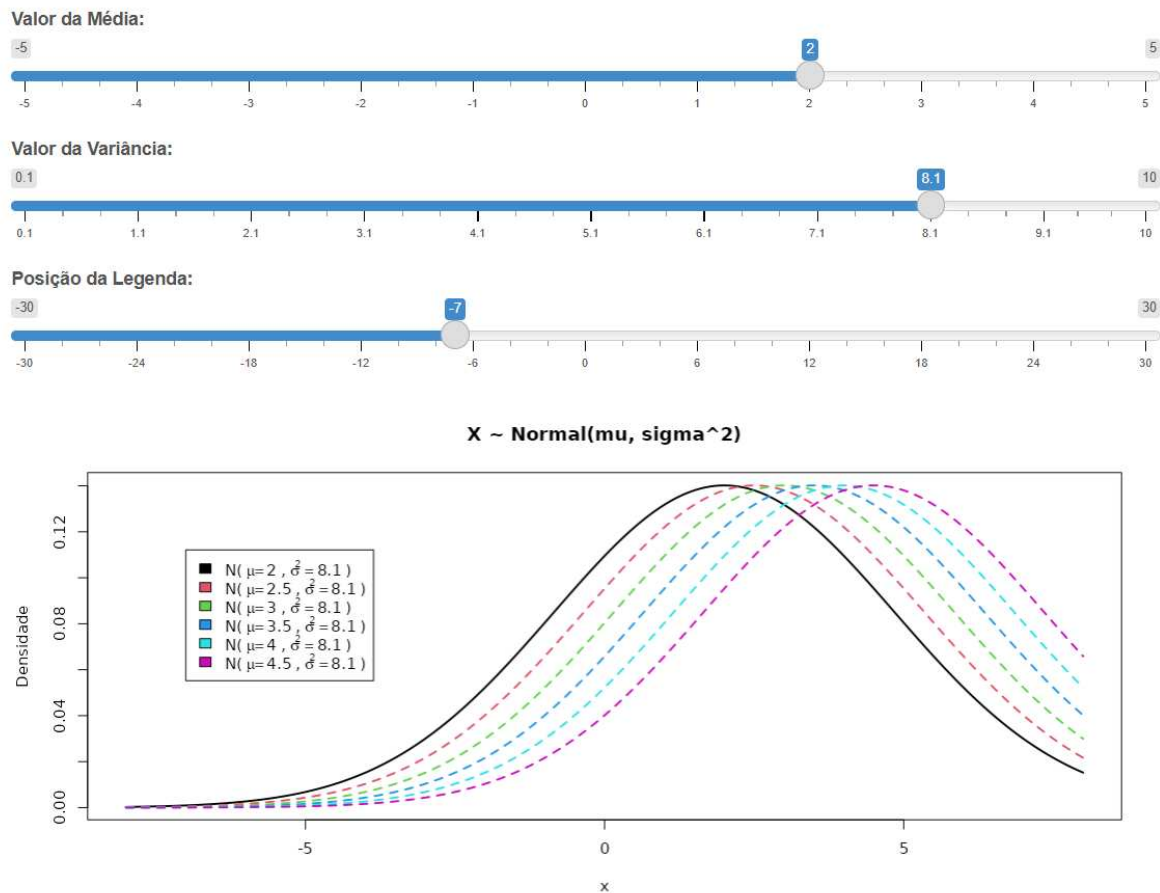 Valor da Média:
-5 2 5
-5 -4 -3 -2 -1 0 1 2 3 4 5
Valor da Variância:
0.1 8.1 10
0.1 1.1 2.1 3.1 4.1 5.1 6.1 7.1 8.1 9.1 10
Posição da Legenda:
-30 -7 30
-30 -24 -18 -12 -6 0 6 12 18 24 30
X ~ Normal(mu, sigma^2)
Densidade
0.12
0.08
0.04
0.00
N( μ=2 , σ²=8.1 )
N( μ=2.5 , σ²=8.1 )
N( μ=3 , σ²=8.1 )
N( μ=3.5 , σ²=8.1 )
N( μ=4 , σ²=8.1 )
N( μ=4.5 , σ²=8.1 )
-5 0 5
x